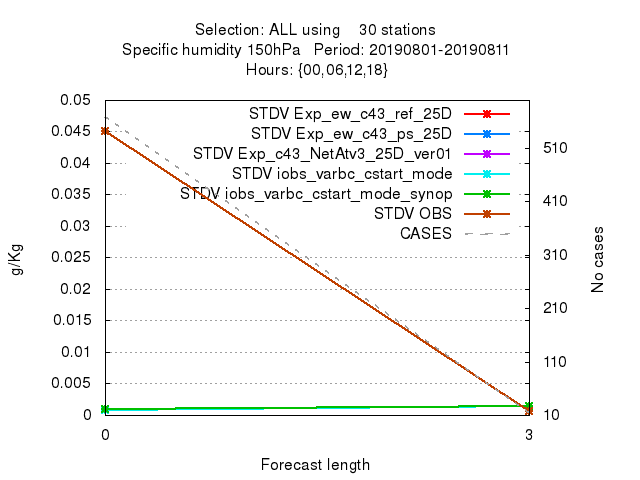 Selection: ALL using 30 stations
Specific humidity 150hPa Period: 20190801-20190811
Hours: {00,06,12,18}
STDV Exp_ew_c43_ref_25D
STDV Exp_ew_c43_ps_25D
STDV Exp_c43_NetAtv3_25D_ver01
STDV iobs_varbc_cstart_mode
STDV iobs_varbc_cstart_mode_synop
STDV OBS
CASES
0.05
0.045
0.04
0.035
0.03
0.025
0.02
0.015
0.01
0.005
0
g/Kg
510
410
310
210
110
10
No cases
0 3
Forecast length